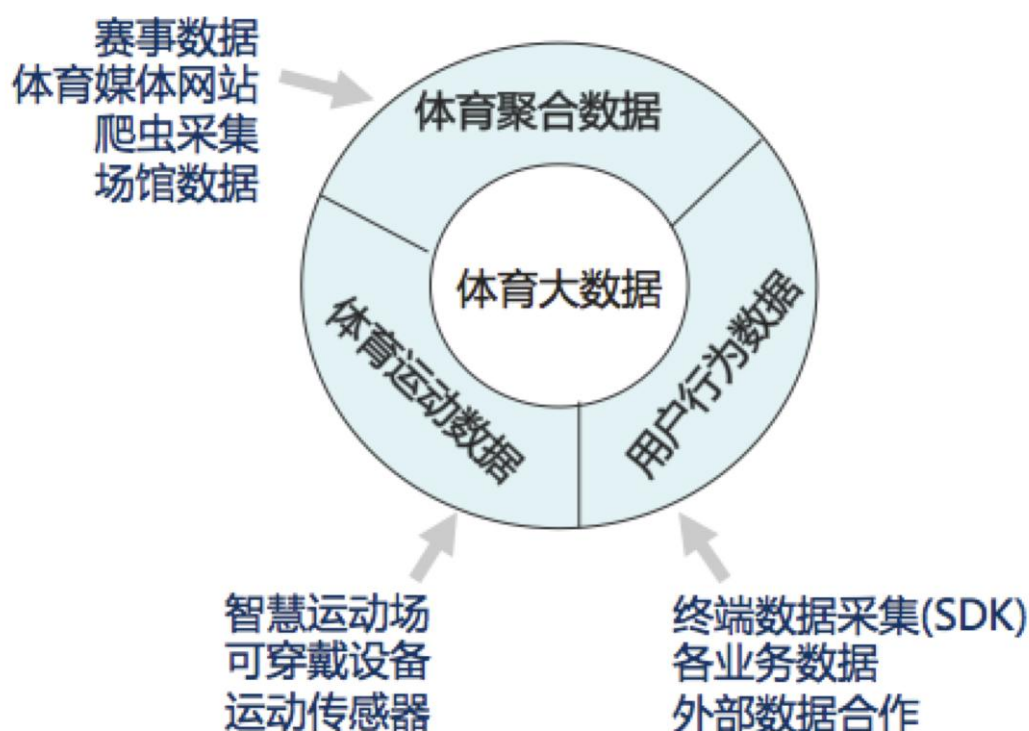 赛事数据
体育媒体网站
爬虫采集
场馆数据
体育聚合数据
体育大数据
体育运动数据
用户行为数据
智慧运动场
可穿戴设备
运动传感器
终端数据采集(SDK)
各业务数据
外部数据合作